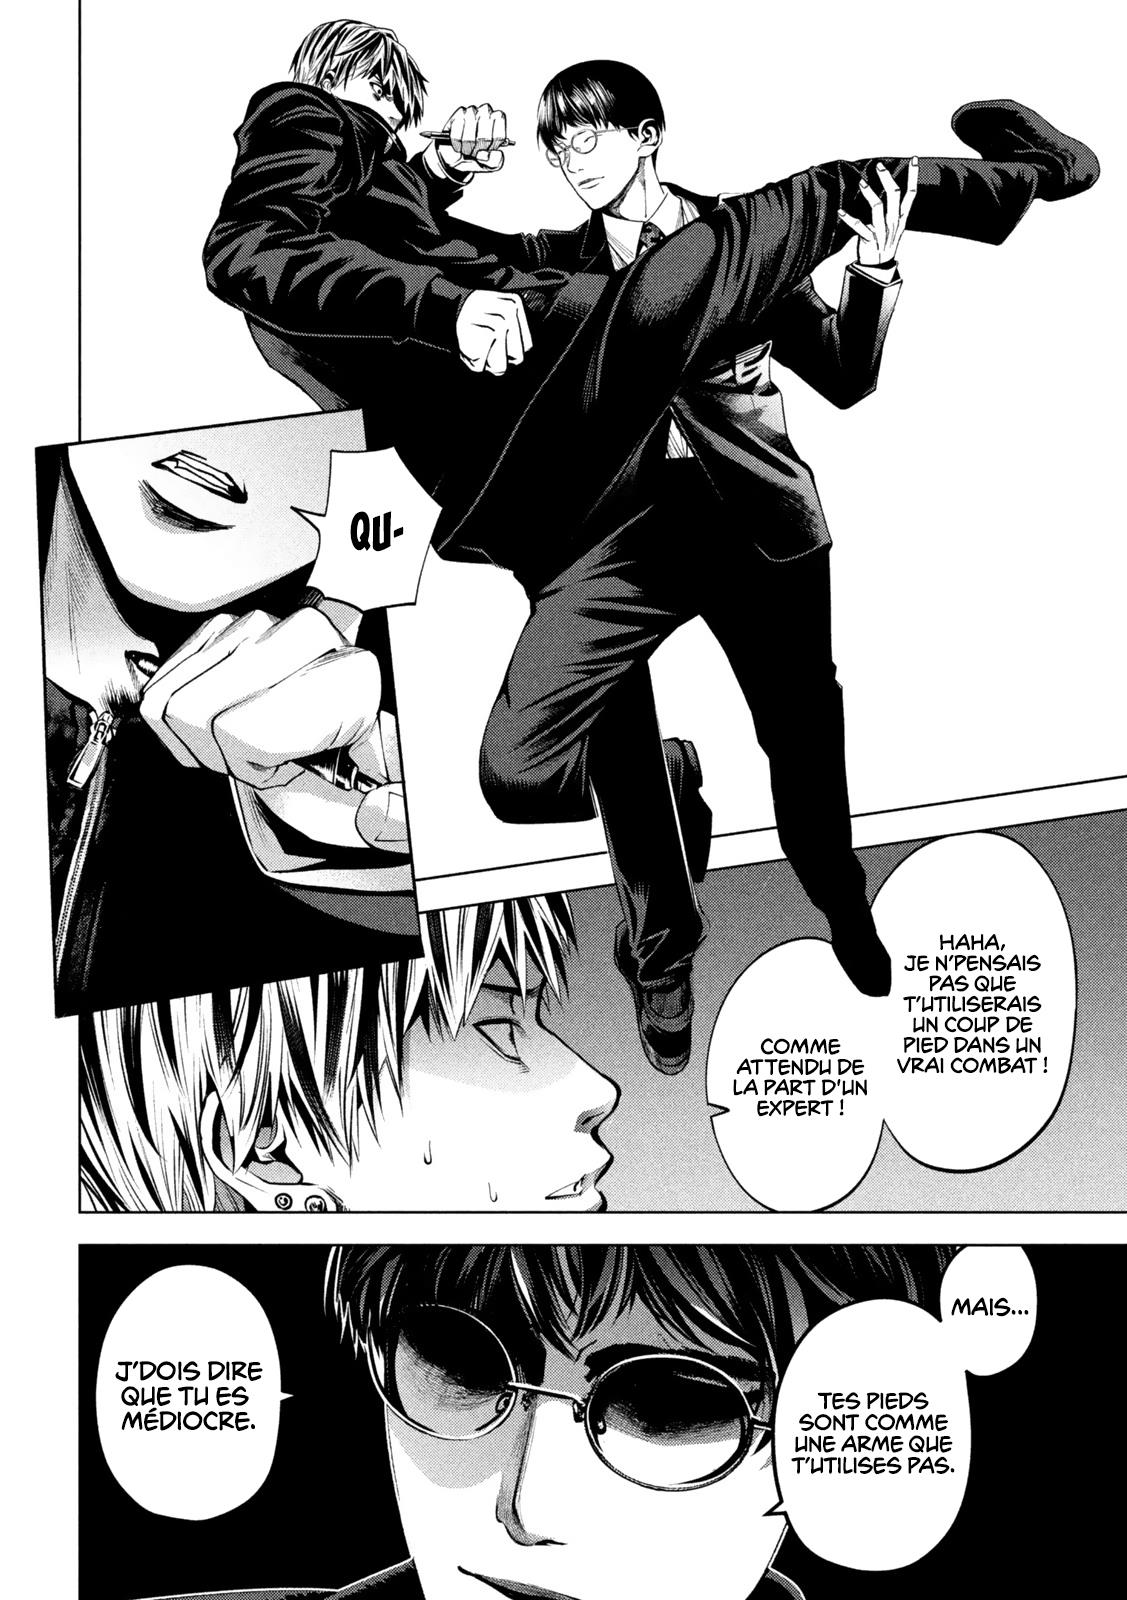 QU-
HAHA,
JE N'PENSAIS
PAS QUE
T'UTILISERAIS
UN COUP DE
PIED DANS UN
VRAI COMBAT !
COMME
ATTENDU DE
LA PART D'UN
EXPERT !
MAIS...
TES PIEDS
SONT COMME
UNE ARME QUE
T'UTILISES PAS.
J'DOIS DIRE
QUE TU ES
MÉDIOCRE.